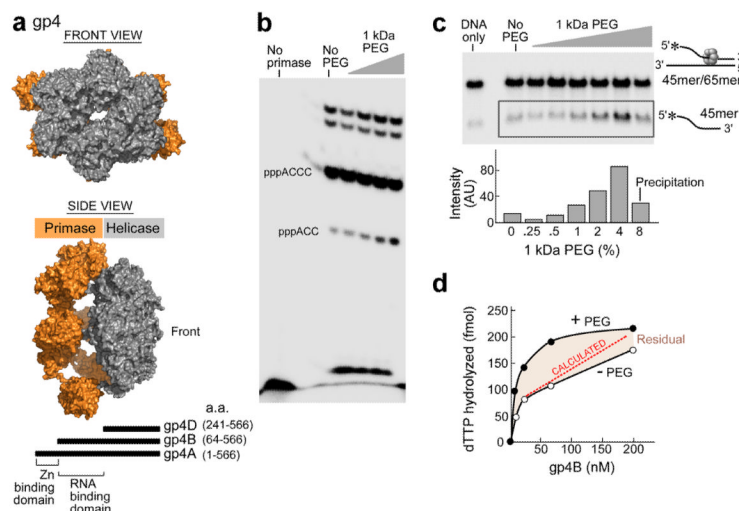 a gp4
FRONT VIEW
SIDE VIEW
Primase Helicase
Front
a.a.
gp4D (241-566)
gp4B (64-566)
gp4A (1-566)
Zn
binding
domain
RNA
binding
domain
b
No
primase
No
PEG
1 kDa
PEG
pppACCC
pppACC
c
DNA
only
No
PEG
1 kDa PEG
5'*
3'
45mer/65mer
5'*
45mer
3'
Intensity
(AU)
80
40
0
Precipitation
0 .25 .5 1 2 4 8
1 kDa PEG (%)
d
dTTP hydrolyzed (fmol)
250
200
150
100
50
0
+ PEG
Residual
CALCULATED
- PEG
50 100 150 200
gp4B (nM)